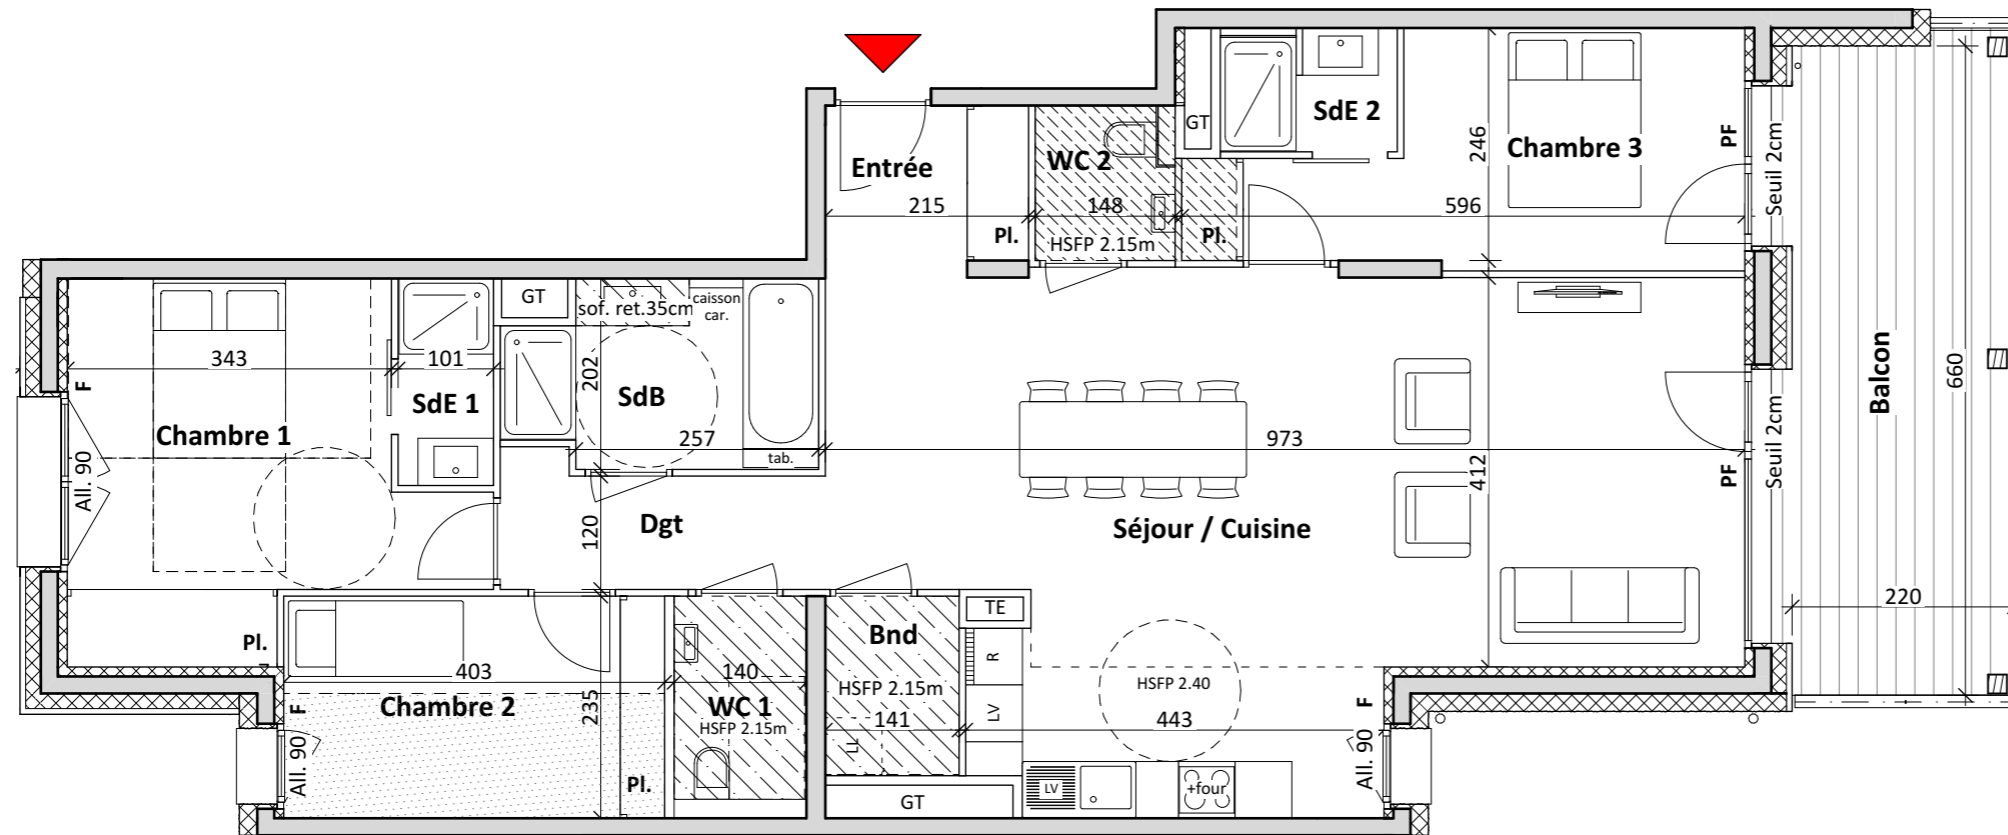 Entrée
215
Pl.
WC 2
148
HSFP 2.15m
GT
SdE 2
Pl.
246
596
Chambre 3
PF
Seuil 2cm
343
F
All. 90
Chambre 1
101
SdE 1
GT
sof. ret.35cm
caisson
car.
202
SdB
257
tab.
973
412
Séjour / Cuisine
PF
Seuil 2cm
Balcon
660
220
Dgt
120
Pl.
403
Chambre 2
F
All. 90
235
Pl.
140
WC 1
HSFP 2.15m
Bnd
HSFP 2.15m
141
LL
TE
R
LV
GT
HSFP 2.40
443
LV
+four
F
All. 90